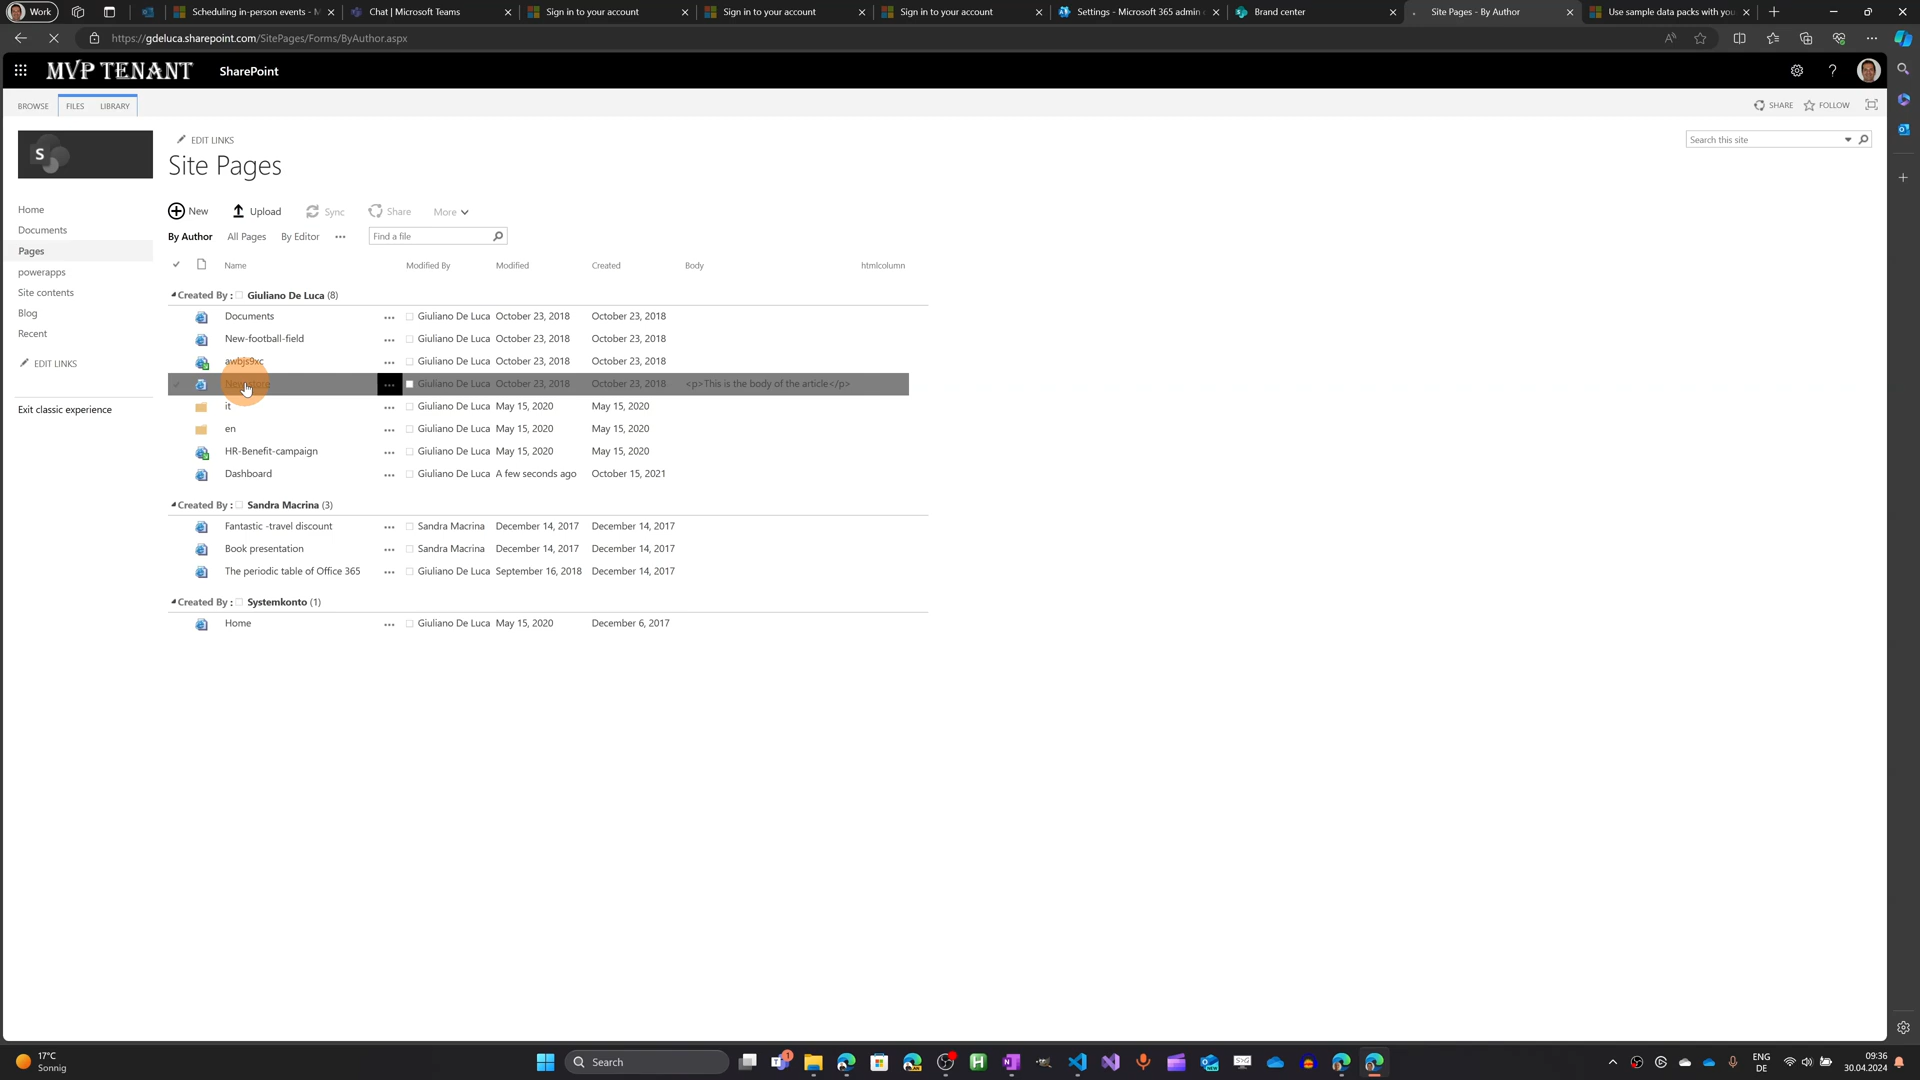 Work
Scheduling in-person events - M
Chat | Microsoft Teams
Sign in to your account
Sign in to your account
Sign in to your account
Settings - Microsoft 365 admin c
Brand center
Site Pages - By Author
Use sample data packs with you
https://gdeluca.sharepoint.com/SitePages/Forms/ByAuthor.aspx
MVP TENANT
SharePoint
BROWSE
FILES
LIBRARY
SHARE
FOLLOW
S
EDIT LINKS
Search this site
Site Pages
Home
Documents
Pages
powerapps
Site contents
Blog
Recent
EDIT LINKS
Exit classic experience
New Upload Sync Share More
By Author All Pages By Editor ••• Find a file
Name Modified By Modified Created Body htmlcolumn
Created By : Giuliano De Luca (8)
Documents ••• Giuliano De Luca October 23, 2018 October 23, 2018
New-football-field ••• Giuliano De Luca October 23, 2018 October 23, 2018
awbjs9xc ••• Giuliano De Luca October 23, 2018 October 23, 2018
••• Giuliano De Luca October 23, 2018 October 23, 2018 <p>This is the body of the article</p>
it ••• Giuliano De Luca May 15, 2020 May 15, 2020
en ••• Giuliano De Luca May 15, 2020 May 15, 2020
HR-Benefit-campaign ••• Giuliano De Luca May 15, 2020 May 15, 2020
Dashboard ••• Giuliano De Luca A few seconds ago October 15, 2021
Created By : Sandra Macrina (3)
Fantastic -travel discount ••• Sandra Macrina December 14, 2017 December 14, 2017
Book presentation ••• Sandra Macrina December 14, 2017 December 14, 2017
The periodic table of Office 365 ••• Giuliano De Luca September 16, 2018 December 14, 2017
Created By : Systemkonto (1)
Home ••• Giuliano De Luca May 15, 2020 December 6, 2017
17°C
Sonnig
Search
1
ENG
DE
09:36
30.04.2024